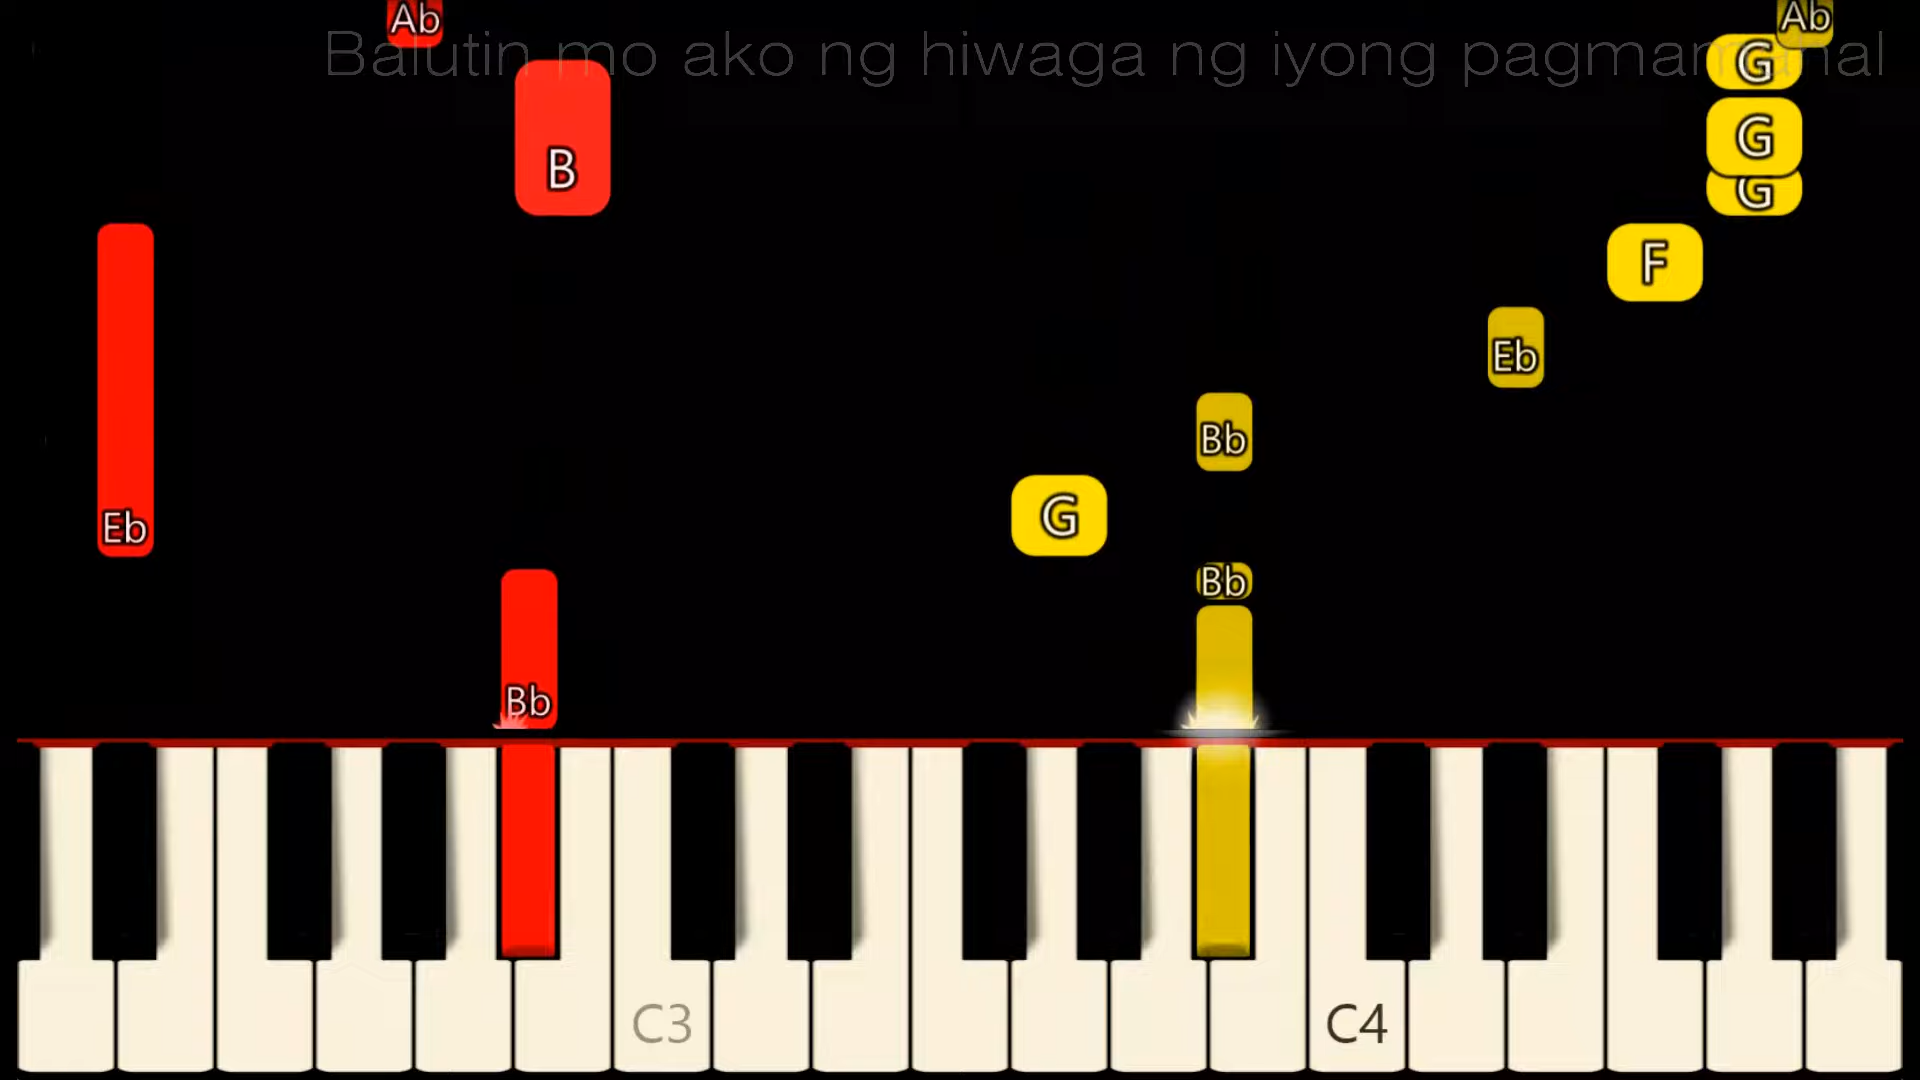 Ab
Ab
Balutin mo ako ng hiwaga ng iyong pagmamahal
G
G
B
G
F
Eb
Bb
G
Eb
Bb
Bb
C3
C4